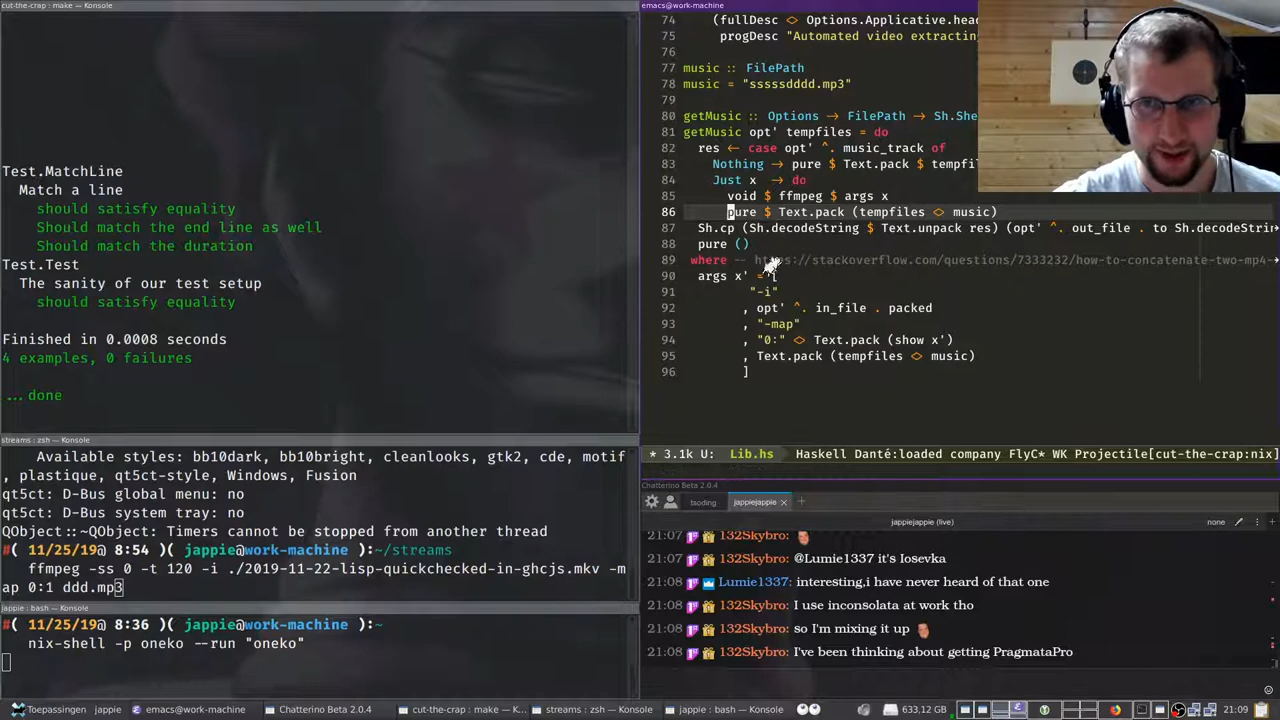 cut-the-crap : make — Konsole
Test.MatchLine
Match a line
should satisfy equality
Should match the end line as well
Should match the duration
Test.Test
The sanity of our test setup
should satisfy equality
Finished in 0.0008 seconds
4 examples, 0 failures
...done
streams : zsh — Konsole
Available styles: bb10dark, bb10bright, cleanlooks, gtk2, cde, motif
, plastique, qt5ct-style, Windows, Fusion
qt5ct: D-Bus global menu: no
qt5ct: D-Bus system tray: no
QObject::~QObject: Timers cannot be stopped from another thread
#( 11/25/19@ 8:54 )( jappie@work-machine ):~/streams
ffmpeg -ss 0 -t 120 -i ./2019-11-22-lisp-quickchecked-in-ghcjs.mkv -m
ap 0:1 ddd.mp3
jappie : bash — Konsole
#( 11/25/19@ 8:36 )( jappie@work-machine ):~
nix-shell -p oneko --run "oneko"
emacs@work-machine
74 (fullDesc <> Options.Applicative.hea
75 progDesc "Automated video extractin
76
77 music :: FilePath
78 music = "sssssdddd.mp3"
79
80 getMusic :: Options → FilePath → Sh.She
81 getMusic opt' tempfiles = do
82 res ← case opt' ^. music_track of
83 Nothing → pure $ Text.pack $ tempfi
84 Just x → do
85 void $ ffmpeg $ args x
86 pure $ Text.pack (tempfiles <> music)
87 Sh.cp (Sh.decodeString $ Text.unpack res) (opt' ^. out_file . to Sh.decodeStrin
88 pure ()
89 where -- https://stackoverflow.com/questions/7333232/how-to-concatenate-two-mp4-
90 args x' = [
91 "-i"
92 , opt' ^. in_file . packed
93 , "-map"
94 , "0:" <> Text.pack (show x')
95 , Text.pack (tempfiles <> music)
96 ]
* 3.1k U: Lib.hs Haskell Danté:loaded company FlyC* WK Projectile[cut-the-crap:nix]
Chatterino Beta 2.0.4
tsoding jappiejappie
jappiejappie (live) none
21:08 132Skybro:
21:07 132Skybro: @Lumie1337 it's Iosevka
21:08 Lumie1337: interesting,i have never heard of that one
21:08 132Skybro: I use inconsolata at work tho
21:08 132Skybro: so I'm mixing it up
21:08 132Skybro: I've been thinking about getting PragmataPro
Toepassingen jappie emacs@work-machine Chatterino Beta 2.0.4 cut-the-crap : make — K... streams : zsh — Konsole jappie : bash — Konsole 633,12 GB 21:09